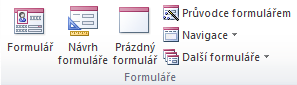 Formulář
Návrh
formuláře
Prázdný
formulář
Průvodce formulářem
Navigace
Další formuláře
Formuláře